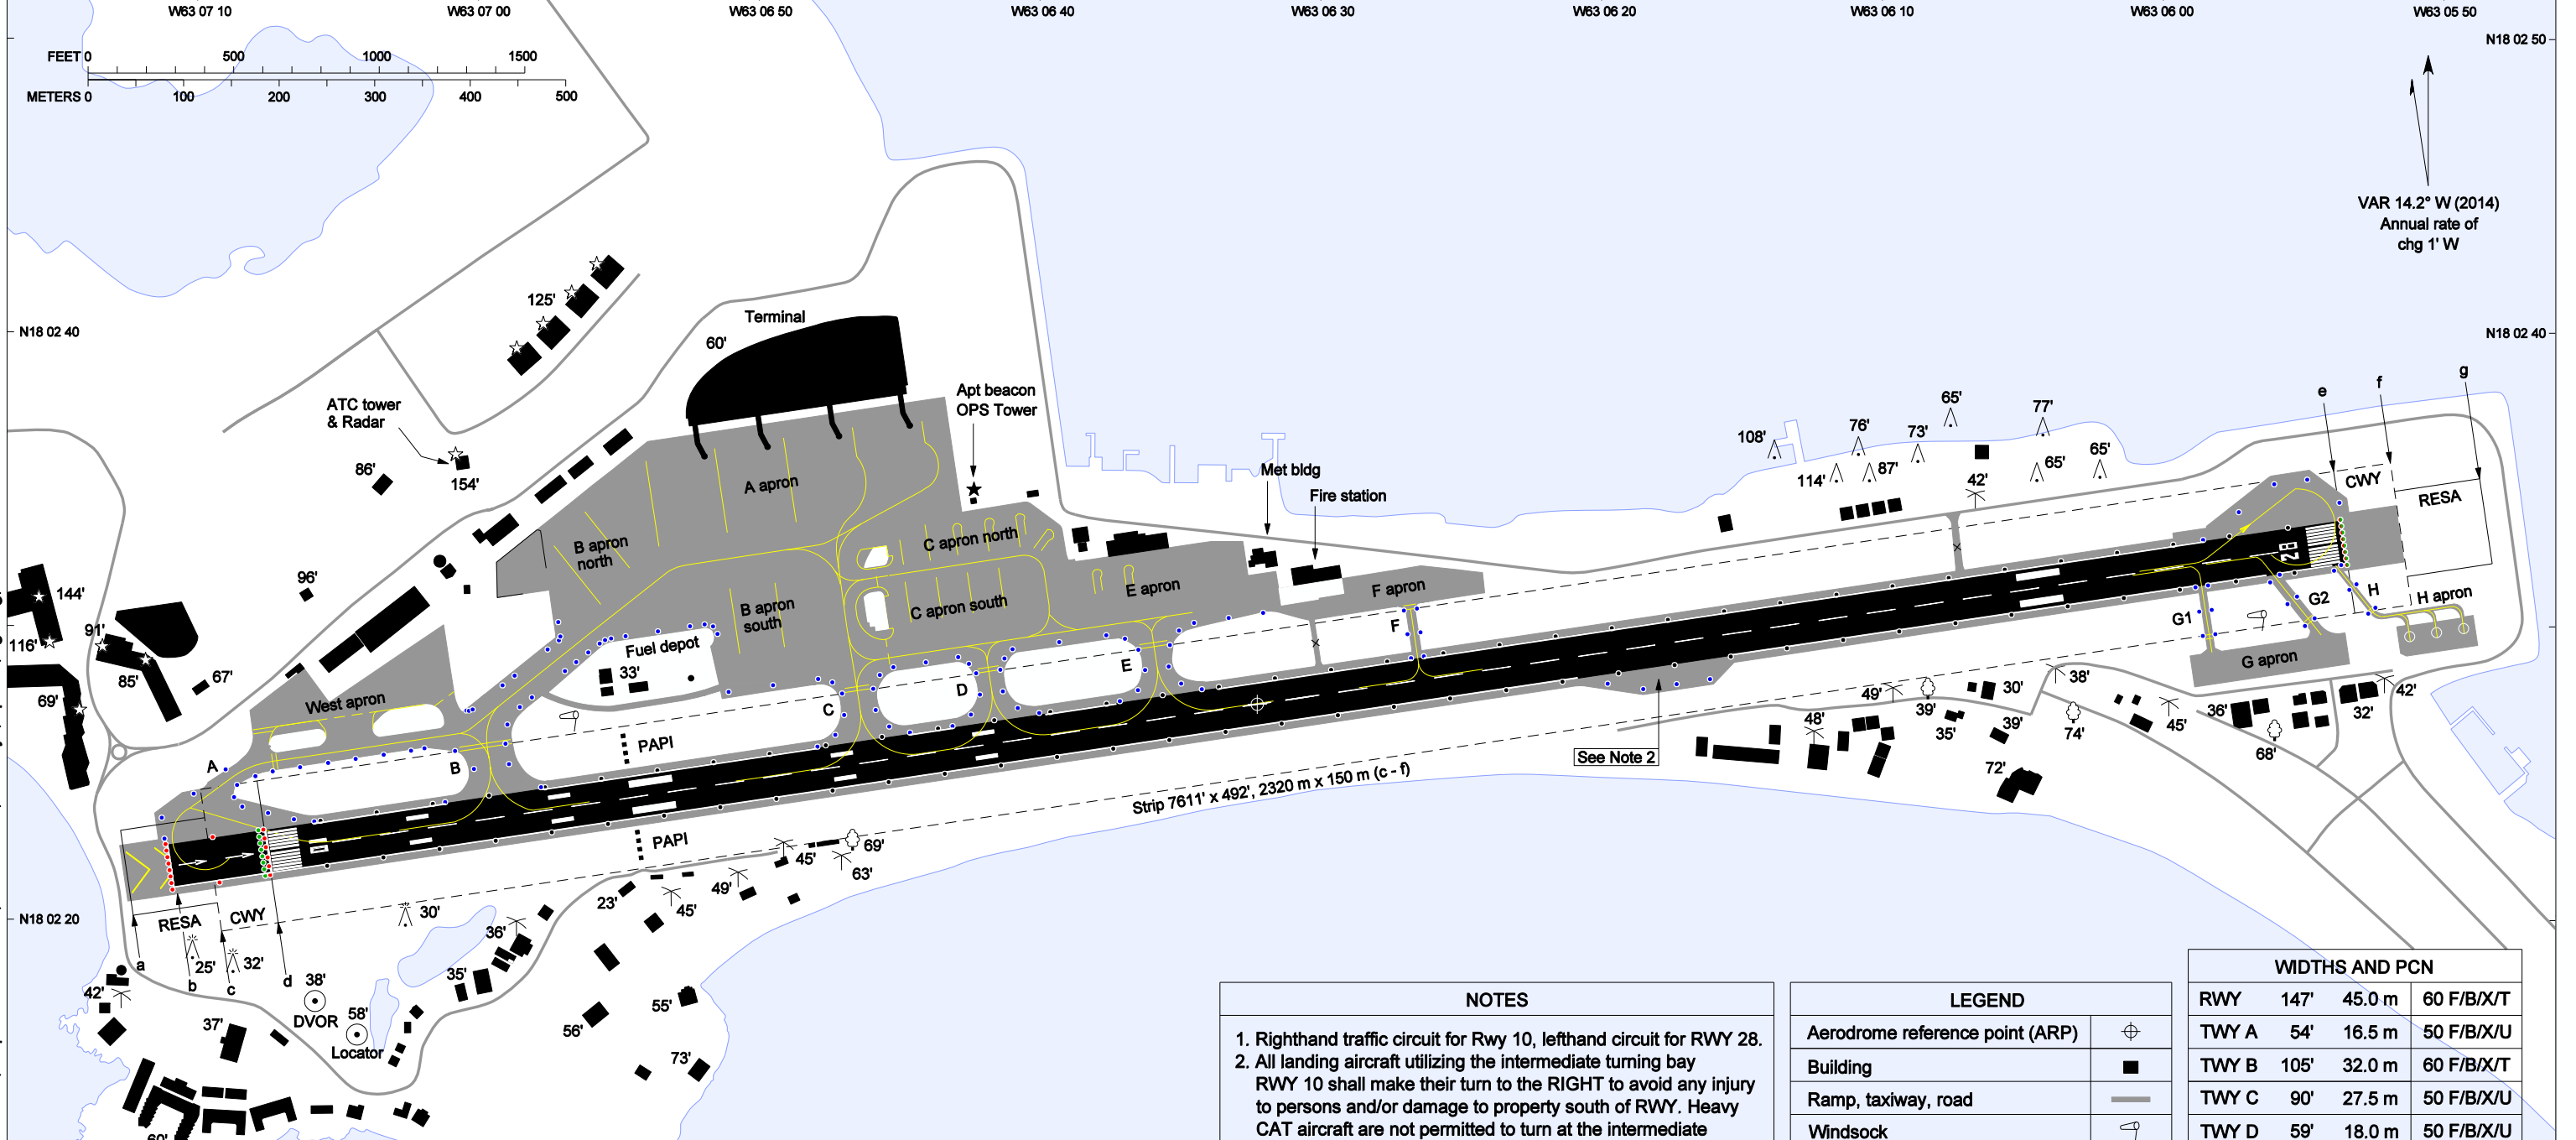 W63 07 10
W63 07 00
W63 06 50
W63 06 40
W63 06 30
W63 06 20
W63 06 10
W63 06 00
W63 05 50
N18 02 50
FEET 0 500 1000 1500
METERS 0 100 200 300 400 500
VAR 14.2° W (2014)
Annual rate of
chg 1' W
125'
Terminal
60'
N18 02 40
N18 02 40
ATC tower
& Radar
86'
154'
Apt beacon
OPS Tower
A apron
B apron
north
C apron north
Met bldg
Fire station
108'
76'
114'
87'
73'
65'
42'
77'
65'
65'
e
f
g
CWY
RESA
28
144'
96'
116'
91'
85'
67'
69'
West apron
Fuel depot
33'
B apron
south
C apron south
E apron
F apron
F
E
D
C
B
A
G1
G2
H
H apron
G apron
PAPI
PAPI
See Note 2
Strip 7611' x 492', 2320 m x 150 m (c - f)
49'
39'
30'
35'
39'
38'
74'
45'
36'
68'
32'
42'
48'
72'
N18 02 20
RESA
CWY
a
b
c
d
25'
32'
30'
38'
DVOR
58'
Locator
42'
37'
36'
35'
23'
45'
49'
45'
69'
63'
56'
55'
73'
NOTES
1. Righthand traffic circuit for Rwy 10, lefthand circuit for RWY 28.
2. All landing aircraft utilizing the intermediate turning bay
RWY 10 shall make their turn to the RIGHT to avoid any injury
to persons and/or damage to property south of RWY. Heavy
CAT aircraft are not permitted to turn at the intermediate
LEGEND
Aerodrome reference point (ARP)
Building
Ramp, taxiway, road
Windsock
WIDTHS AND PCN
RWY 147' 45.0 m 60 F/B/X/T
TWY A 54' 16.5 m 50 F/B/X/U
TWY B 105' 32.0 m 60 F/B/X/T
TWY C 90' 27.5 m 50 F/B/X/U
TWY D 59' 18.0 m 50 F/B/X/U